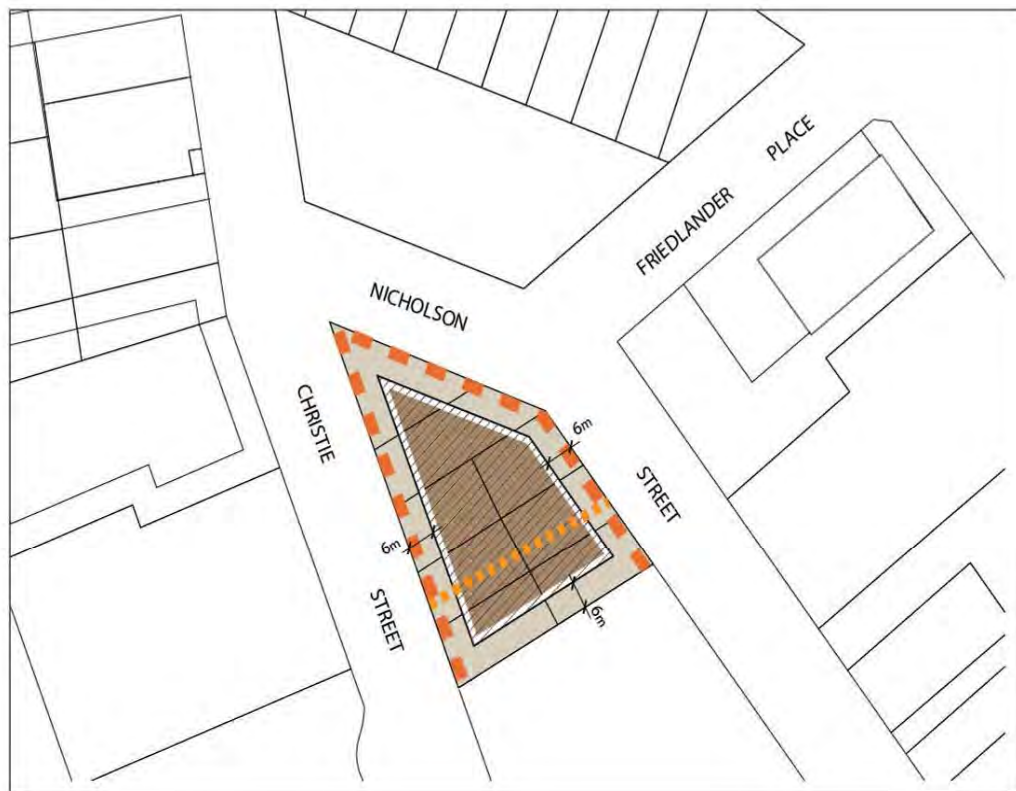 PLACE
FRIEDLANDER
NICHOLSON
CHRISTIE
6m
STREET
6m
STREET
6m